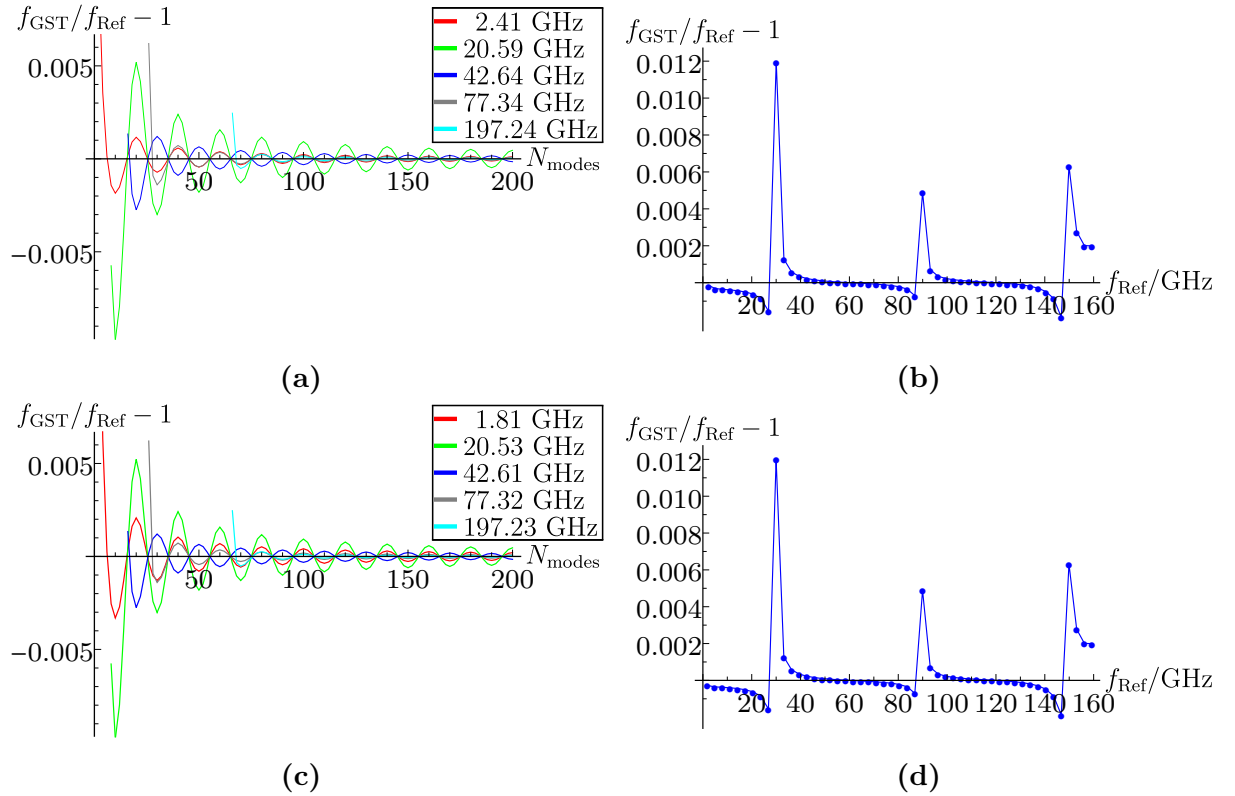 f_GST/f_Ref − 1
0.005
−0.005
50
100
150
200
N_modes
2.41 GHz
20.59 GHz
42.64 GHz
77.34 GHz
197.24 GHz
(a)
f_GST/f_Ref − 1
0.012
0.010
0.008
0.006
0.004
0.002
20
40
60
80
100
120
140
160
f_Ref/GHz
(b)
f_GST/f_Ref − 1
0.005
−0.005
50
100
150
200
N_modes
1.81 GHz
20.53 GHz
42.61 GHz
77.32 GHz
197.23 GHz
(c)
f_GST/f_Ref − 1
0.012
0.010
0.008
0.006
0.004
0.002
20
40
60
80
100
120
140
160
f_Ref/GHz
(d)